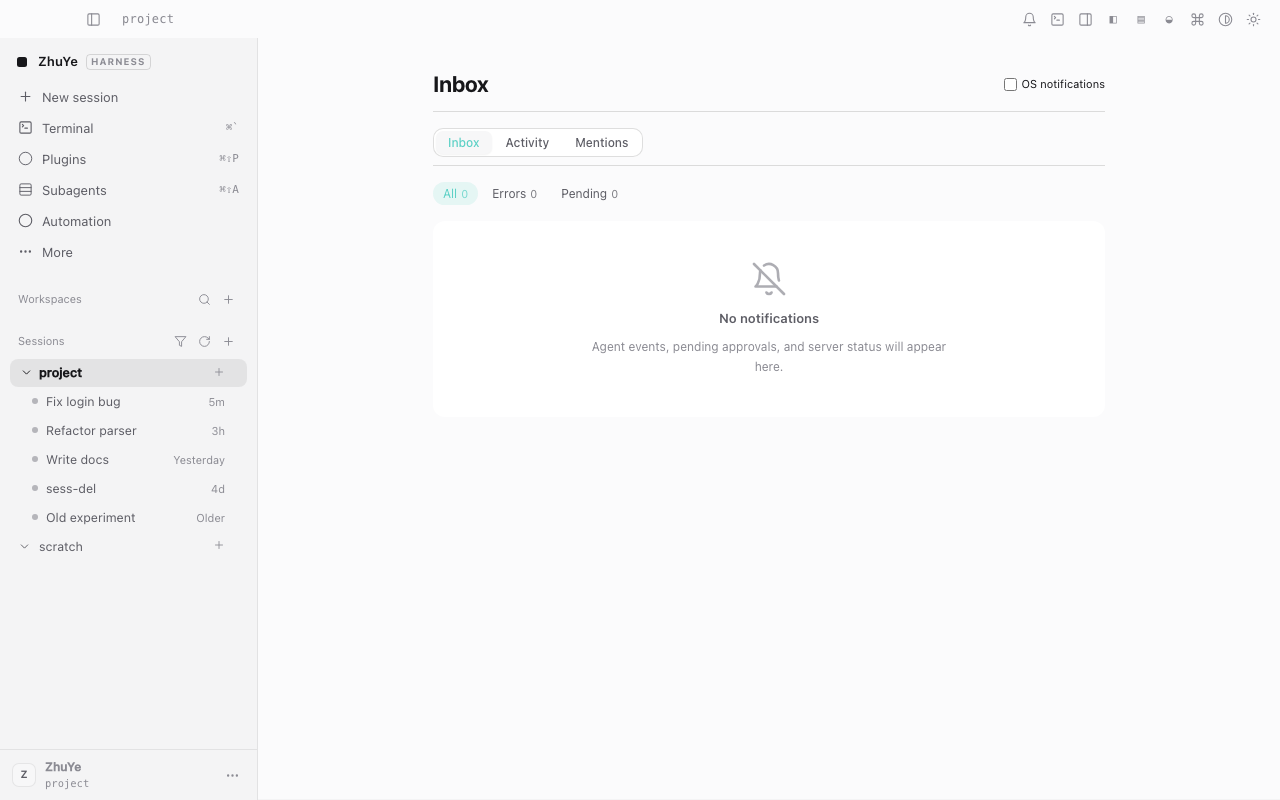 project
ZhuYe HARNESS
New session
Terminal ⌘`
Plugins ⌘⇧P
Subagents ⌘⇧A
Automation
More
Workspaces
Sessions
project
Fix login bug 5m
Refactor parser 3h
Write docs Yesterday
sess-del 4d
Old experiment Older
scratch
Z ZhuYe
project
Inbox
OS notifications
Inbox Activity Mentions
All 0 Errors 0 Pending 0
No notifications
Agent events, pending approvals, and server status will appear
here.